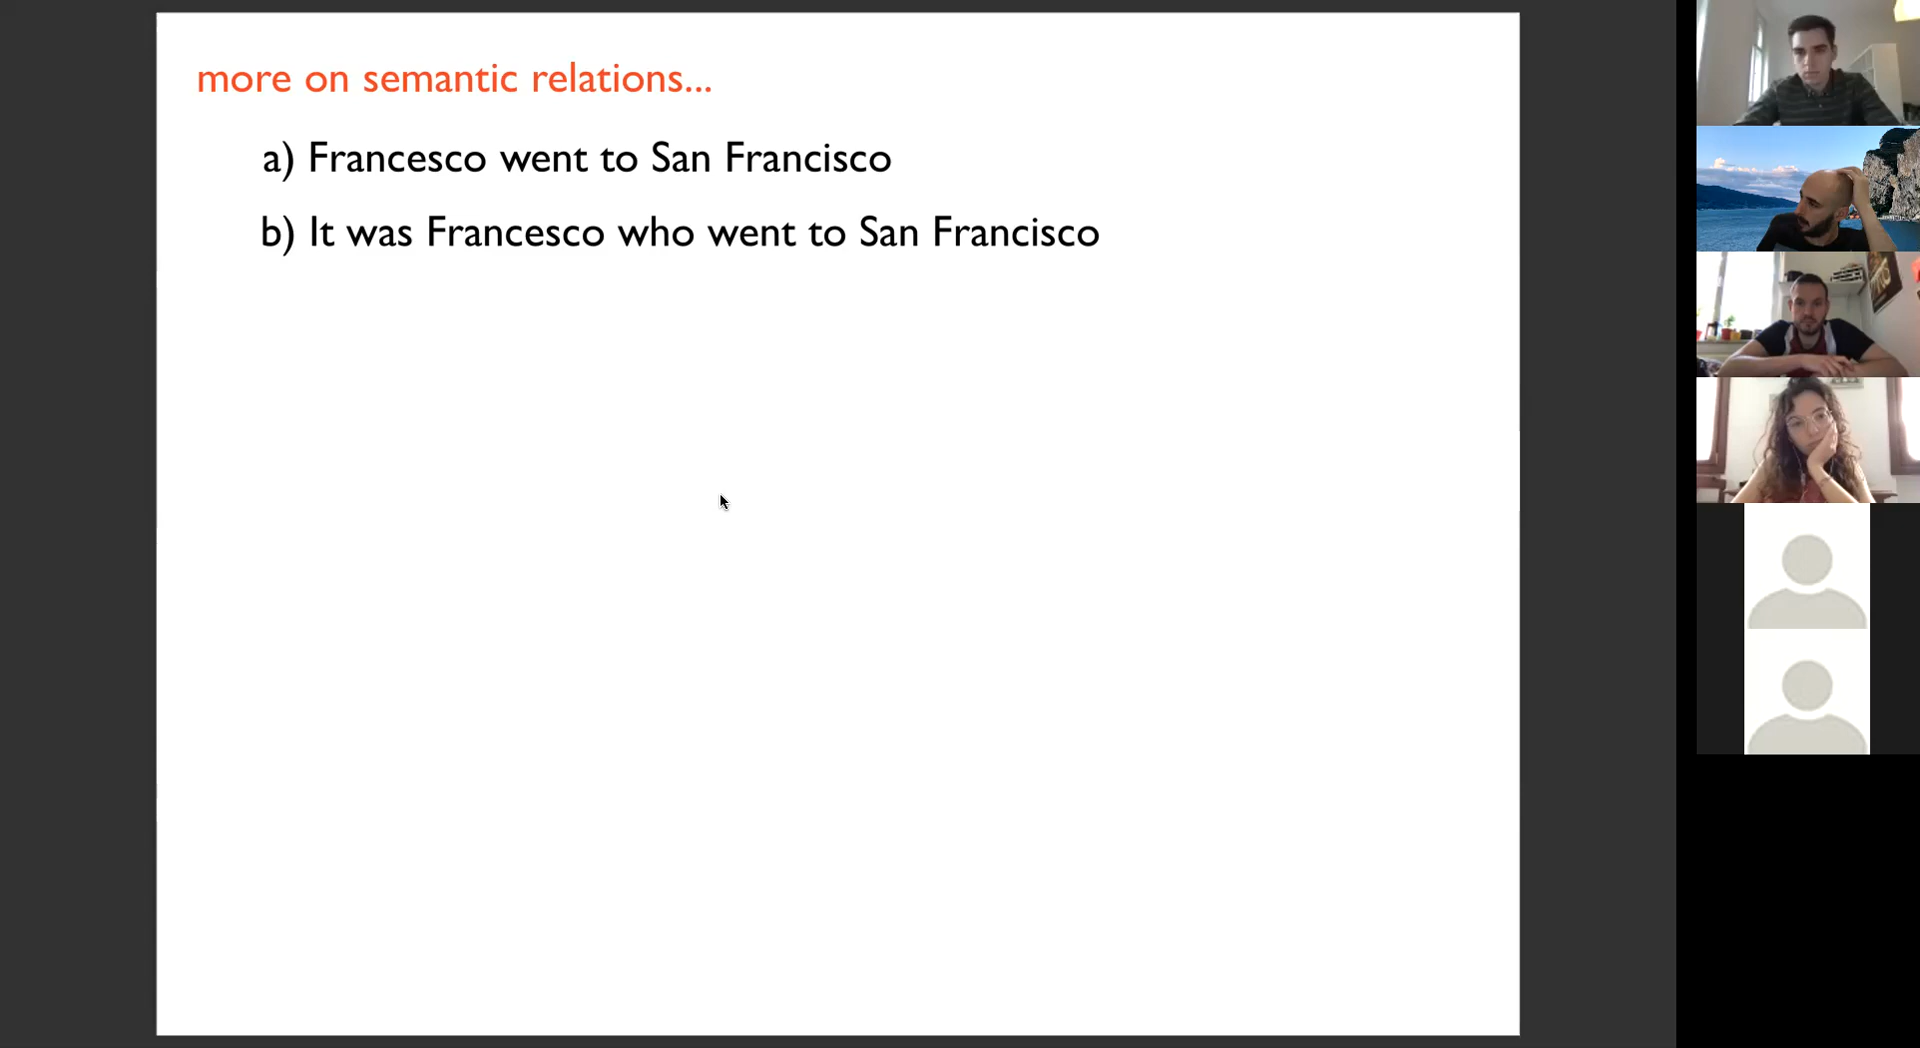 more on semantic relations...
a) Francesco went to San Francisco
b) It was Francesco who went to San Francisco